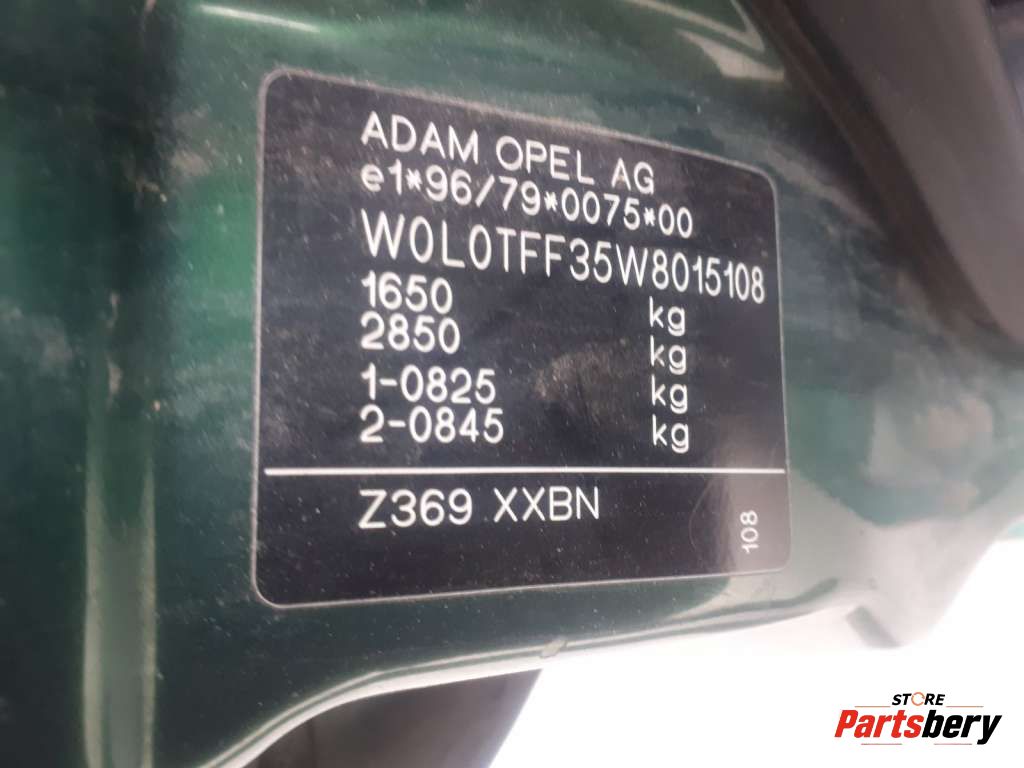 ADAM OPEL AG
e1*96/79*0075*00
W0L0TFF35W8015108
1650 kg
2850 kg
1-0825 kg
2-0845 kg
Z369 XXBN
108
STORE
Partsbery